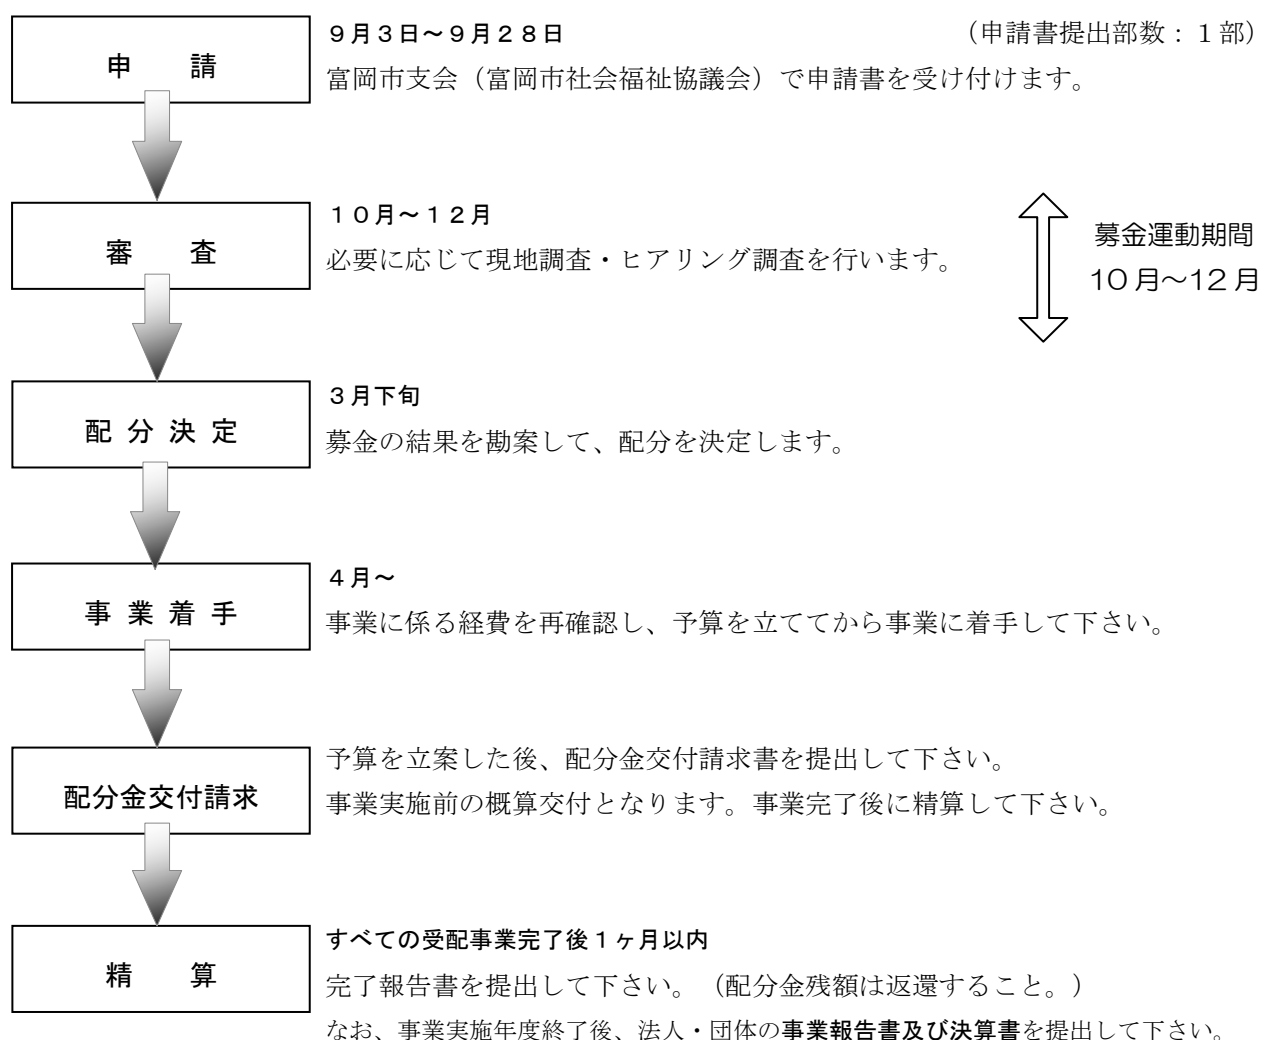 申　請
９月３日～９月２８日　（申請書提出部数：１部）
富岡市支会（富岡市社会福祉協議会）で申請書を受け付けます。
審　査
１０月～１２月
必要に応じて現地調査・ヒアリング調査を行います。
募金運動期間
10月～12月
配分決定
３月下旬
募金の結果を勘案して、配分を決定します。
事業着手
４月～
事業に係る経費を再確認し、予算を立ててから事業に着手して下さい。
配分金交付請求
予算を立案した後、配分金交付請求書を提出して下さい。
事業実施前の概算交付となります。事業完了後に精算して下さい。
精　算
すべての受配事業完了後１ヶ月以内
完了報告書を提出して下さい。（配分金残額は返還すること。）
なお、事業実施年度終了後、法人・団体の事業報告書及び決算書を提出して下さい。